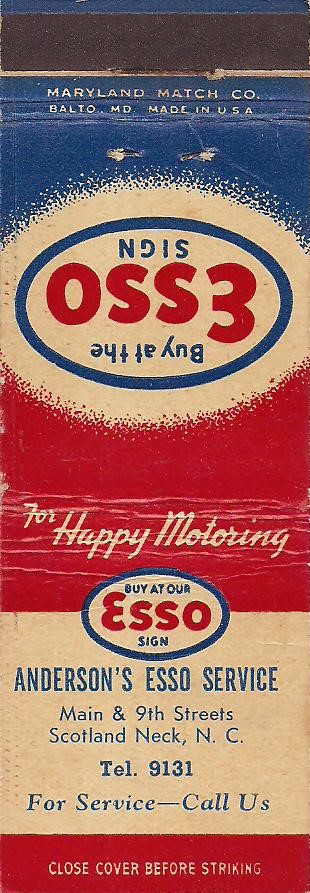 MARYLAND MATCH CO.
BALTO. MD. MADE IN U S A
Buy at the
ESSO
SIGN
For
Happy Motoring
BUY AT OUR
Esso
SIGN
ANDERSON'S ESSO SERVICE
Main & 9th Streets
Scotland Neck, N. C.
Tel. 9131
For Service—Call Us
CLOSE COVER BEFORE STRIKING